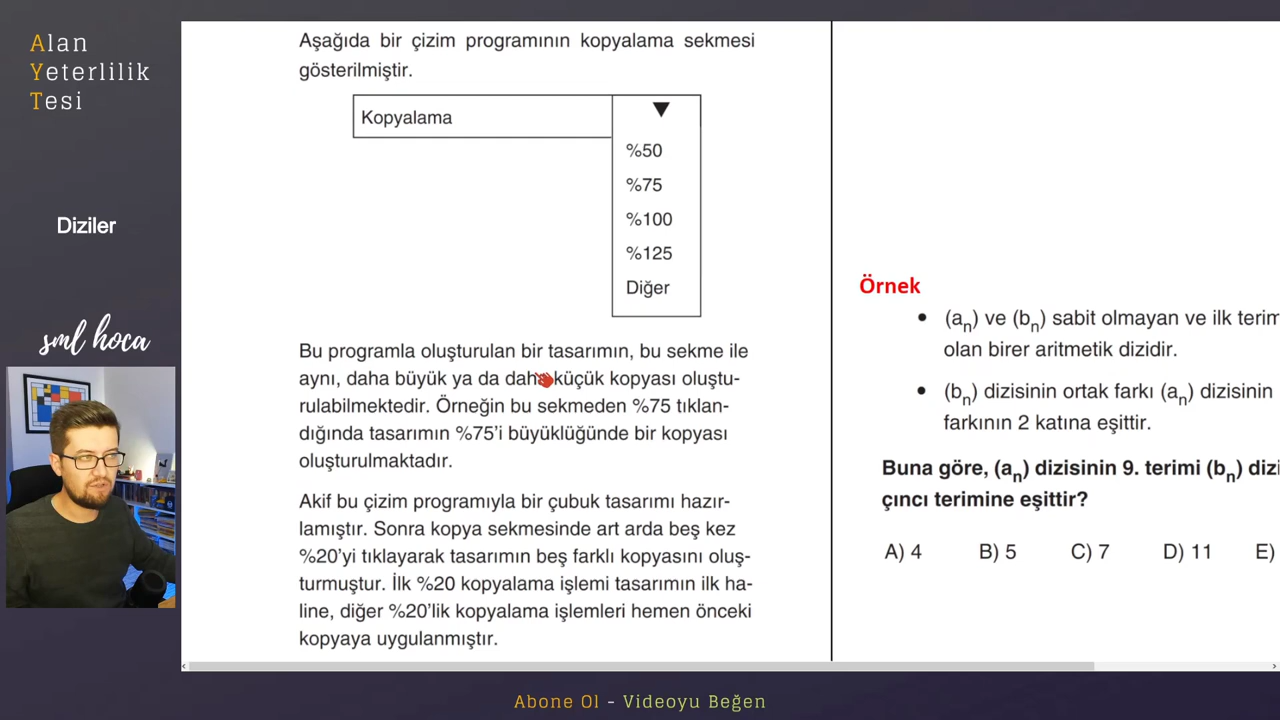 Alan
Yeterlilik
Tesi
Diziler
sml hoca
Aşağıda bir çizim programının kopyalama sekmesi
gösterilmiştir.
Kopyalama
%50
%75
%100
%125
Diğer
Bu programla oluşturulan bir tasarımın, bu sekme ile
aynı, daha büyük ya da daha küçük kopyası oluştu-
rulabilmektedir. Örneğin bu sekmeden %75 tıklan-
dığında tasarımın %75'i büyüklüğünde bir kopyası
oluşturulmaktadır.
Akif bu çizim programıyla bir çubuk tasarımı hazır-
lamıştır. Sonra kopya sekmesinde art arda beş kez
%20'yi tıklayarak tasarımın beş farklı kopyasını oluş-
turmuştur. İlk %20 kopyalama işlemi tasarımın ilk ha-
line, diğer %20'lik kopyalama işlemleri hemen önceki
kopyaya uygulanmıştır.
Örnek
• (an) ve (bn) sabit olmayan ve ilk terim
olan birer aritmetik dizidir.
• (bn) dizisinin ortak farkı (an) dizisinin
farkının 2 katına eşittir.
Buna göre, (an) dizisinin 9. terimi (bn) dizi
çıncı terimine eşittir?
A) 4 B) 5 C) 7 D) 11 E)
Abone Ol - Videoyu Beğen